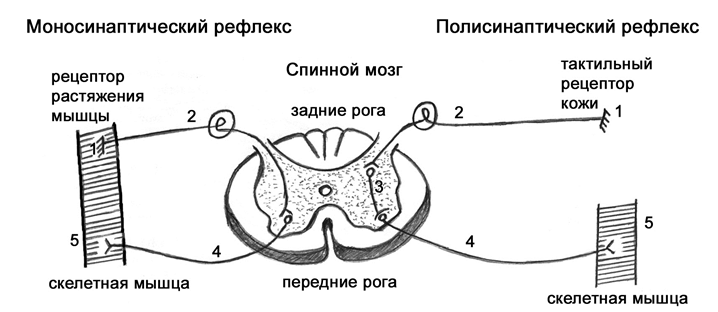 Моносинаптический рефлекс
Полисинаптический рефлекс
рецептор
растяжения
мышцы
Спинной мозг
тактильный
рецептор
кожи
задние рога
1
2
2
1
3
5
4
4
5
скелетная мышца
передние рога
скелетная мышца